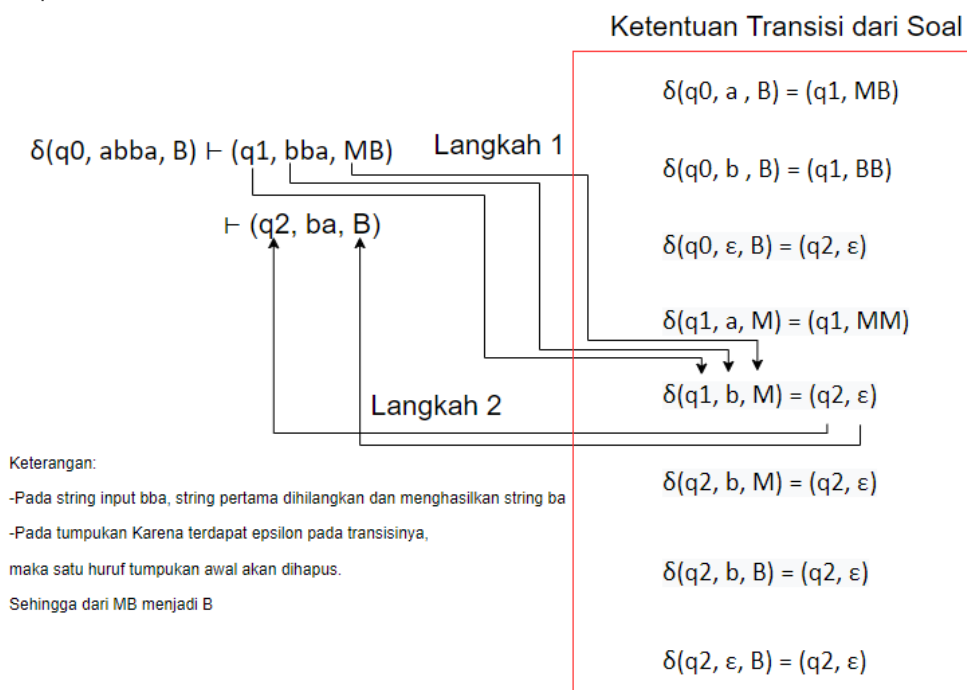 Ketentuan Transisi dari Soal
δ(q0, a , B) = (q1, MB)
δ(q0, abba, B) ⊢ (q1, bba, MB)
Langkah 1
δ(q0, b , B) = (q1, BB)
⊢ (q2, ba, B)
δ(q0, ε, B) = (q2, ε)
δ(q1, a, M) = (q1, MM)
δ(q1, b, M) = (q2, ε)
Langkah 2
Keterangan:
-Pada string input bba, string pertama dihilangkan dan menghasilkan string ba
-Pada tumpukan Karena terdapat epsilon pada transisinya,
maka satu huruf tumpukan awal akan dihapus.
Sehingga dari MB menjadi B
δ(q2, b, M) = (q2, ε)
δ(q2, b, B) = (q2, ε)
δ(q2, ε, B) = (q2, ε)